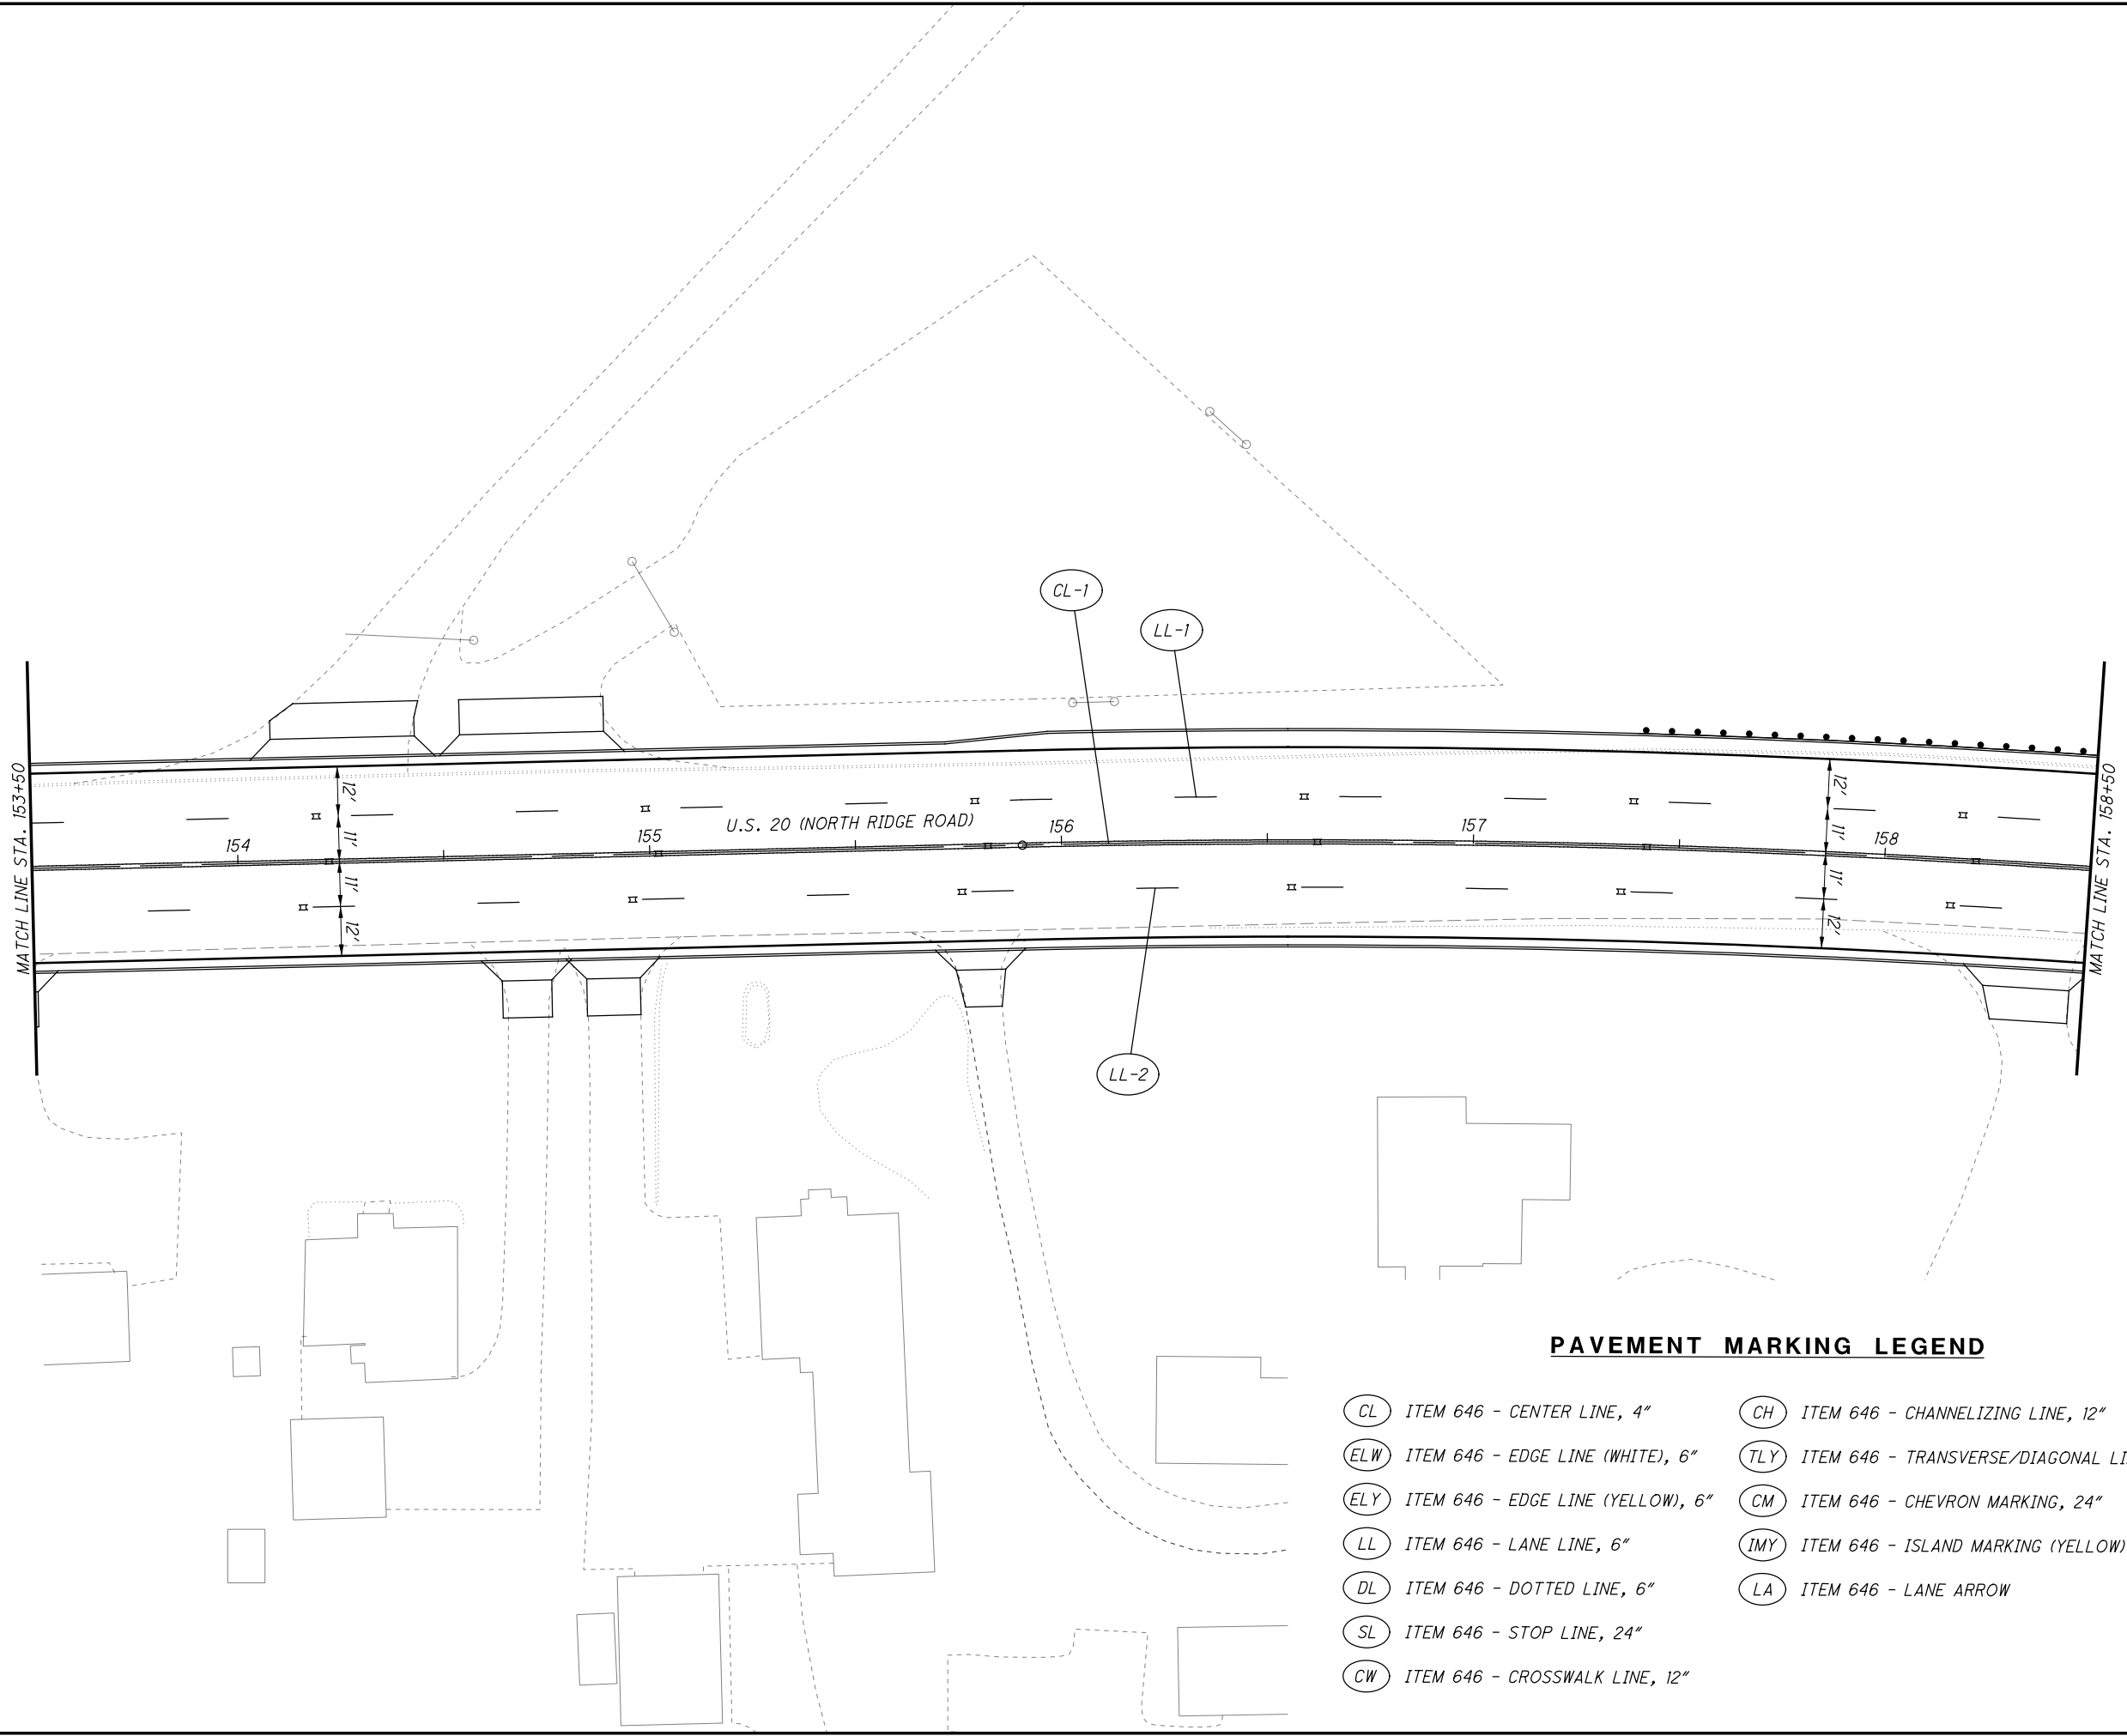 CL-1
LL-1
MATCH LINE STA. 153+50
MATCH LINE STA. 158+50
12'
11'
11'
12'
12'
11'
11'
12'
U.S. 20 (NORTH RIDGE ROAD)
154
155
156
157
158
LL-2
PAVEMENT MARKING LEGEND
CL ITEM 646 - CENTER LINE, 4"
ELW ITEM 646 - EDGE LINE (WHITE), 6"
ELY ITEM 646 - EDGE LINE (YELLOW), 6"
LL ITEM 646 - LANE LINE, 6"
DL ITEM 646 - DOTTED LINE, 6"
SL ITEM 646 - STOP LINE, 24"
CW ITEM 646 - CROSSWALK LINE, 12"
CH ITEM 646 - CHANNELIZING LINE, 12"
TLY ITEM 646 - TRANSVERSE/DIAGONAL
CM ITEM 646 - CHEVRON MARKING, 24"
IMY ITEM 646 - ISLAND MARKING (YELLOW)
LA ITEM 646 - LANE ARROW